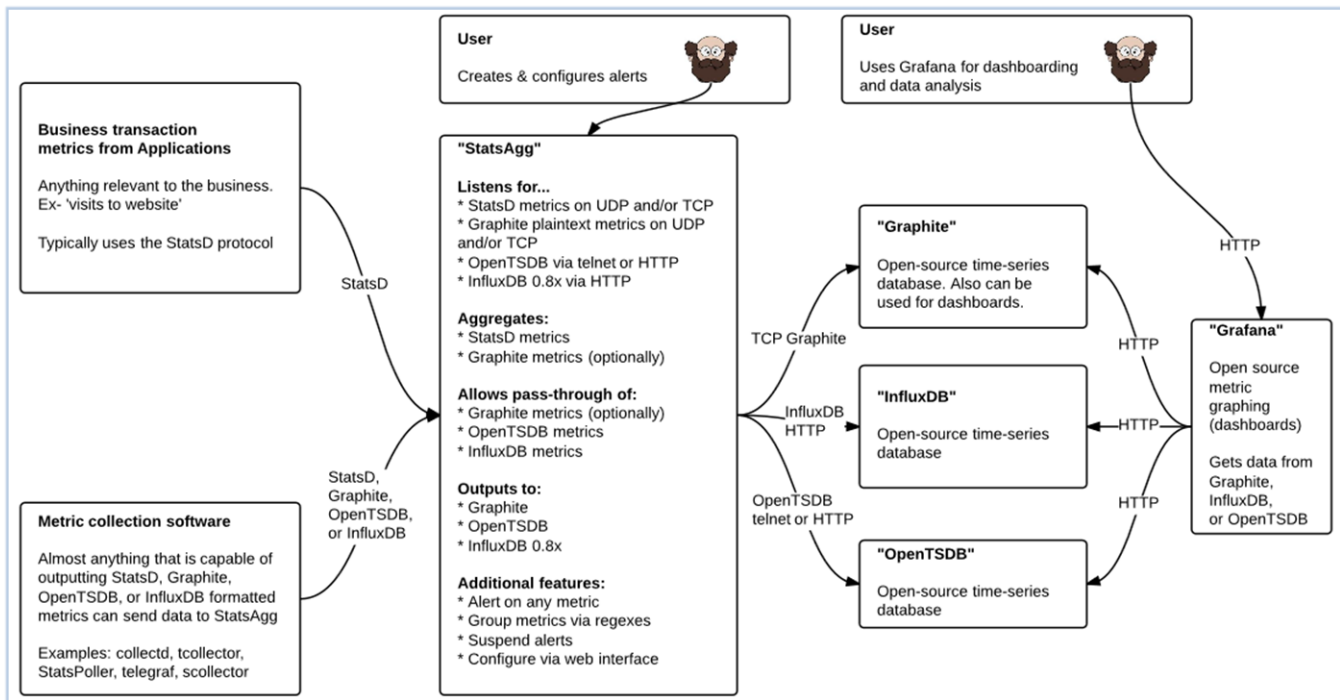 User
Creates & configures alerts
User
Uses Grafana for dashboarding
and data analysis
Business transaction
metrics from Applications
Anything relevant to the business.
Ex- 'visits to website'
Typically uses the StatsD protocol
StatsD
Metric collection software
Almost anything that is capable of
outputting StatsD, Graphite,
OpenTSDB, or InfluxDB formatted
metrics can send data to StatsAgg
Examples: collectd, tcollector,
StatsPoller, telegraf, scollector
StatsD,
Graphite,
OpenTSDB,
or InfluxDB
"StatsAgg"
Listens for...
* StatsD metrics on UDP and/or TCP
* Graphite plaintext metrics on UDP
and/or TCP
* OpenTSDB via telnet or HTTP
* InfluxDB 0.8x via HTTP
Aggregates:
* StatsD metrics
* Graphite metrics (optionally)
Allows pass-through of:
* Graphite metrics (optionally)
* OpenTSDB metrics
* InfluxDB metrics
Outputs to:
* Graphite
* OpenTSDB
* InfluxDB 0.8x
Additional features:
* Alert on any metric
* Group metrics via regexes
* Suspend alerts
* Configure via web interface
TCP Graphite
InfluxDB
HTTP
OpenTSDB
telnet or HTTP
"Graphite"
Open-source time-series
database. Also can be
used for dashboards.
"InfluxDB"
Open-source time-series
database
"OpenTSDB"
Open-source time-series
database
HTTP
HTTP
HTTP
HTTP
"Grafana"
Open source
metric
graphing
(dashboards)
Gets data from
Graphite,
InfluxDB,
or OpenTSDB